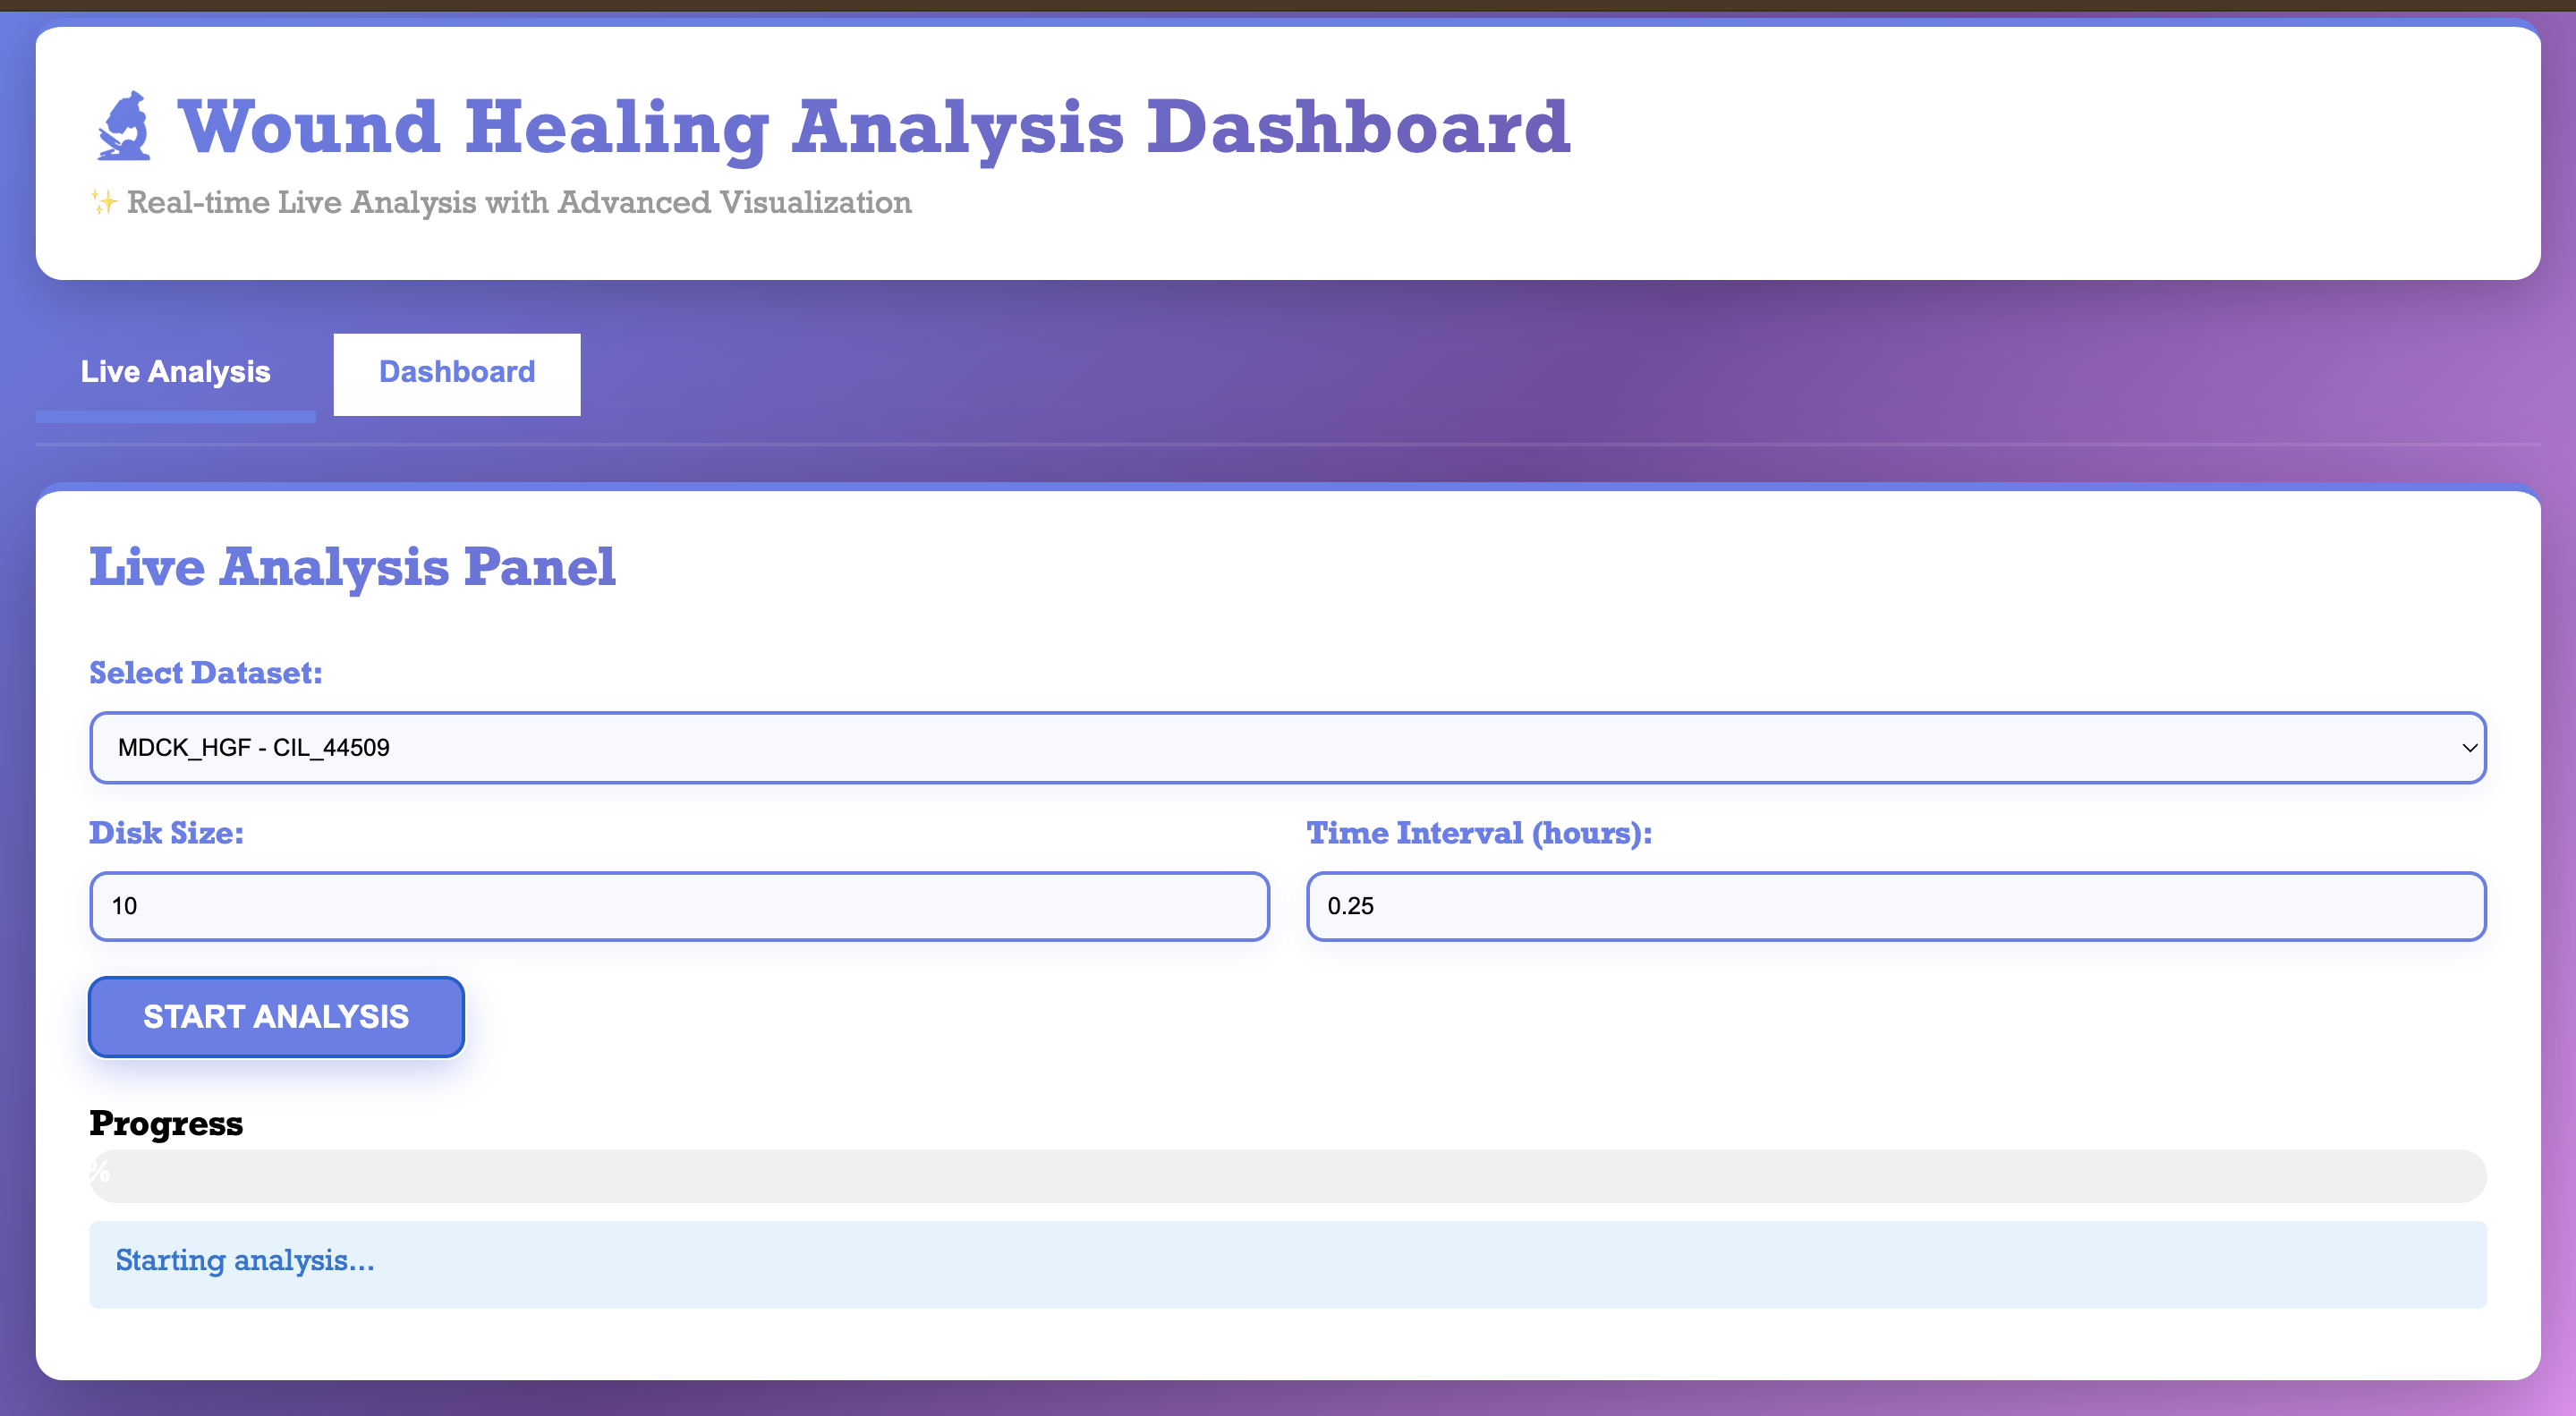 Wound Healing Analysis Dashboard
Real-time Live Analysis with Advanced Visualization
Live Analysis
Dashboard
Live Analysis Panel
Select Dataset:
MDCK_HGF - CIL_44509
Disk Size:
Time Interval (hours):
10
0.25
START ANALYSIS
Progress
%
Starting analysis...